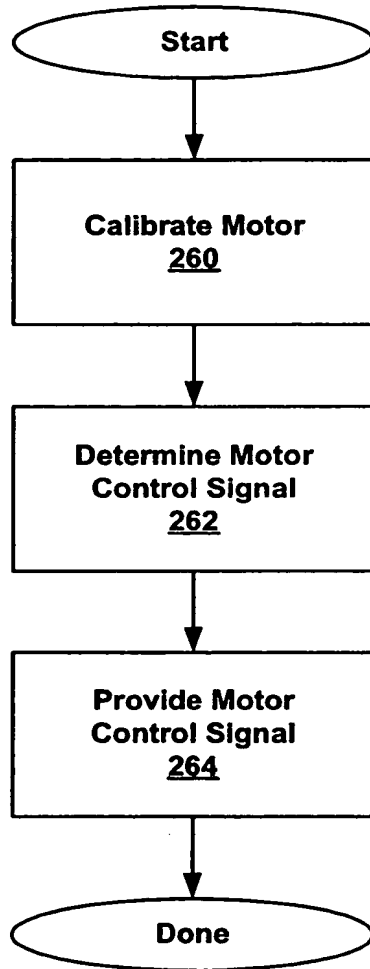 Start
Calibrate Motor
260
Determine Motor
Control Signal
262
Provide Motor
Control Signal
264
Done